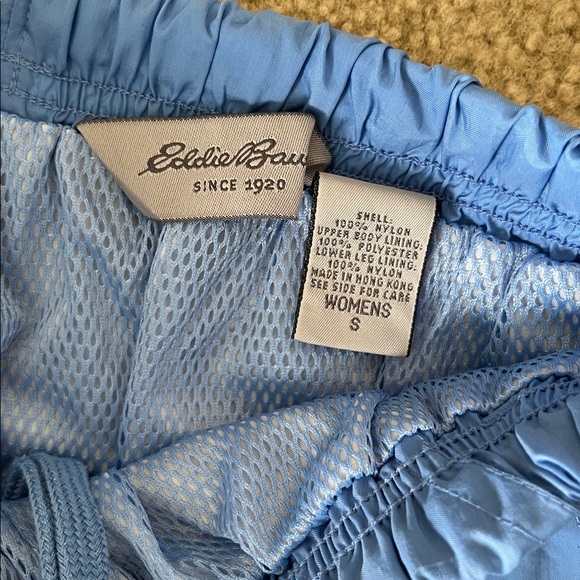 Eddie Bau
SINCE 1920
SHELL:
100% NYLON
UPPER BODY LINING:
100% POLYESTER
LOWER LEG LINING:
100% NYLON
MADE IN HONG KONG
SEE SIDE FOR CARE
WOMENS
S